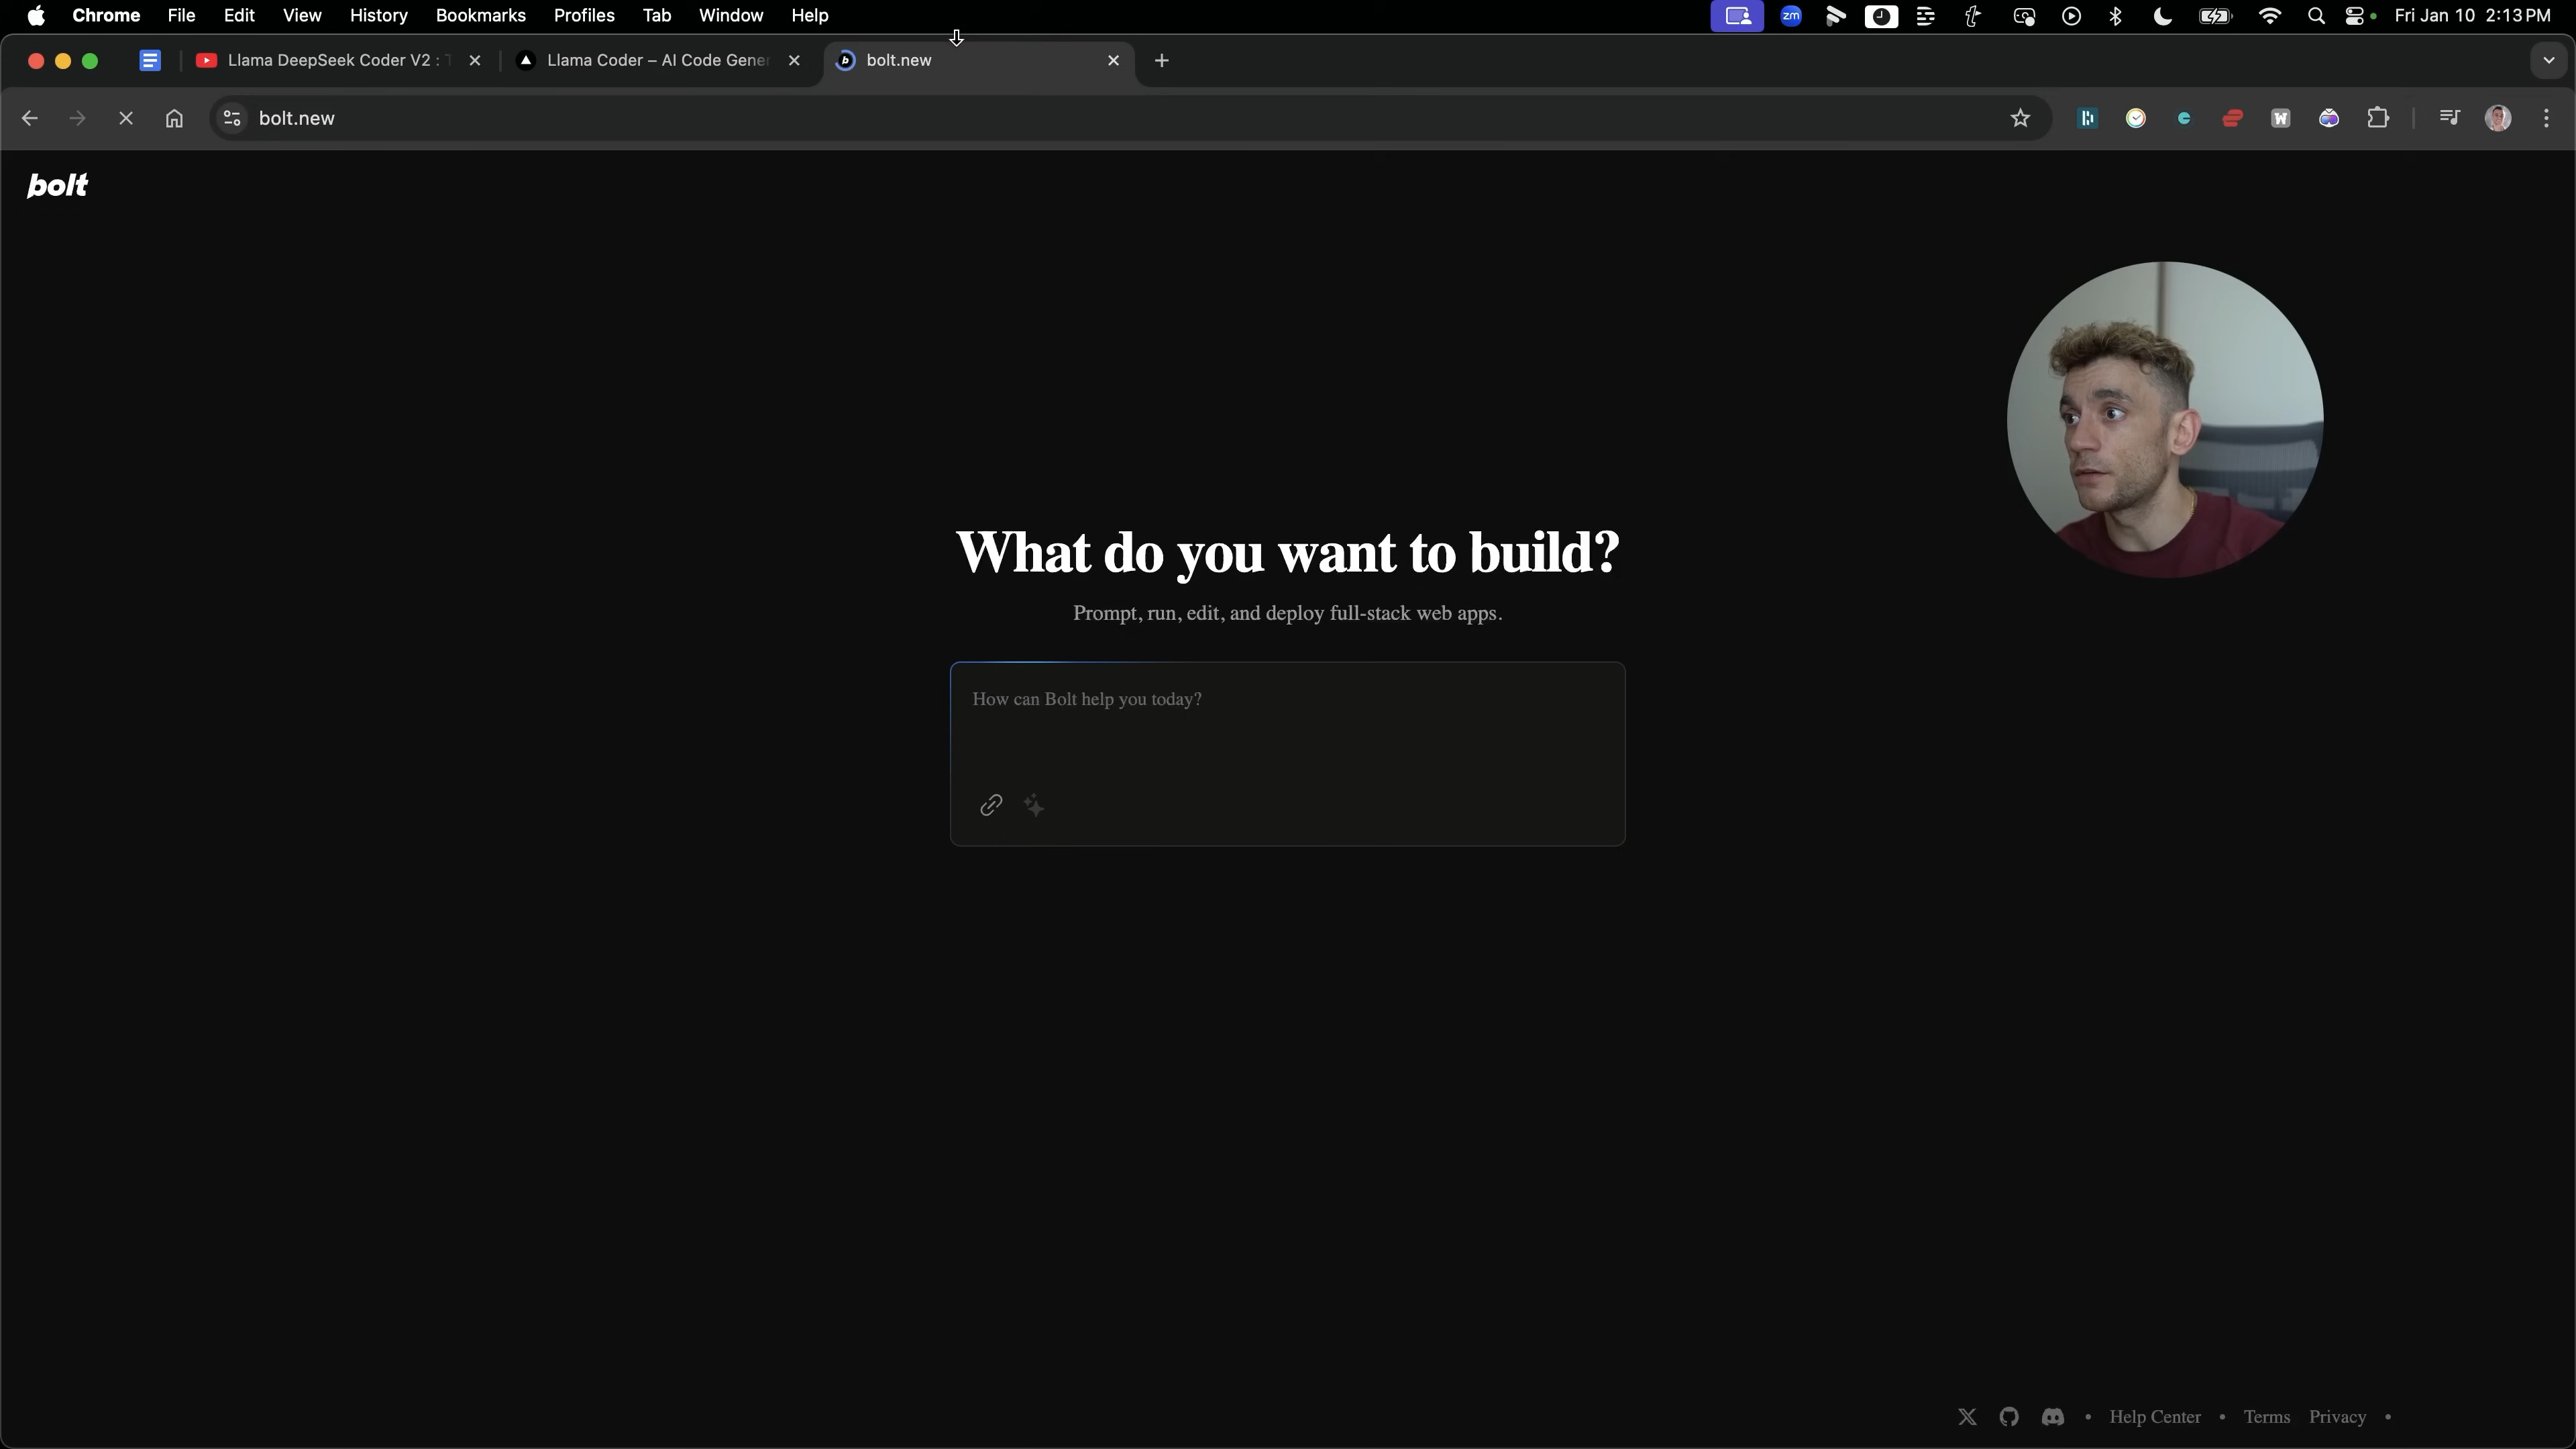 Chrome File Edit View History Bookmarks Profiles Tab Window Help zm Fri Jan 10 2:13 PM
Llama DeepSeek Coder V2 : Llama Coder – AI Code Gene bolt.new
bolt.new
bolt
What do you want to build?
Prompt, run, edit, and deploy full-stack web apps.
How can Bolt help you today?
Help Center • Terms Privacy •